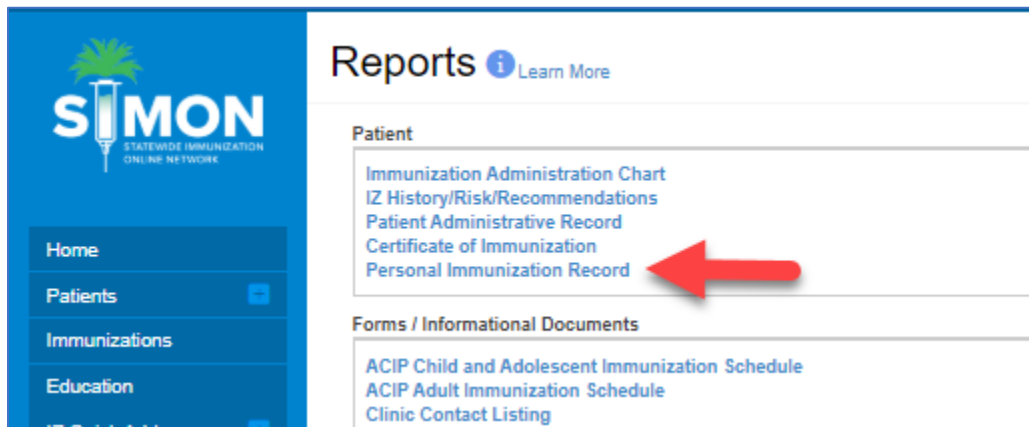 SIMON
STATEWIDE IMMUNIZATION
ONLINE NETWORK
Home
Patients
Immunizations
Education
Reports
Learn More
Patient
Immunization Administration Chart
IZ History/Risk/Recommendations
Patient Administrative Record
Certificate of Immunization
Personal Immunization Record
Forms / Informational Documents
ACIP Child and Adolescent Immunization Schedule
ACIP Adult Immunization Schedule
Clinic Contact Listing